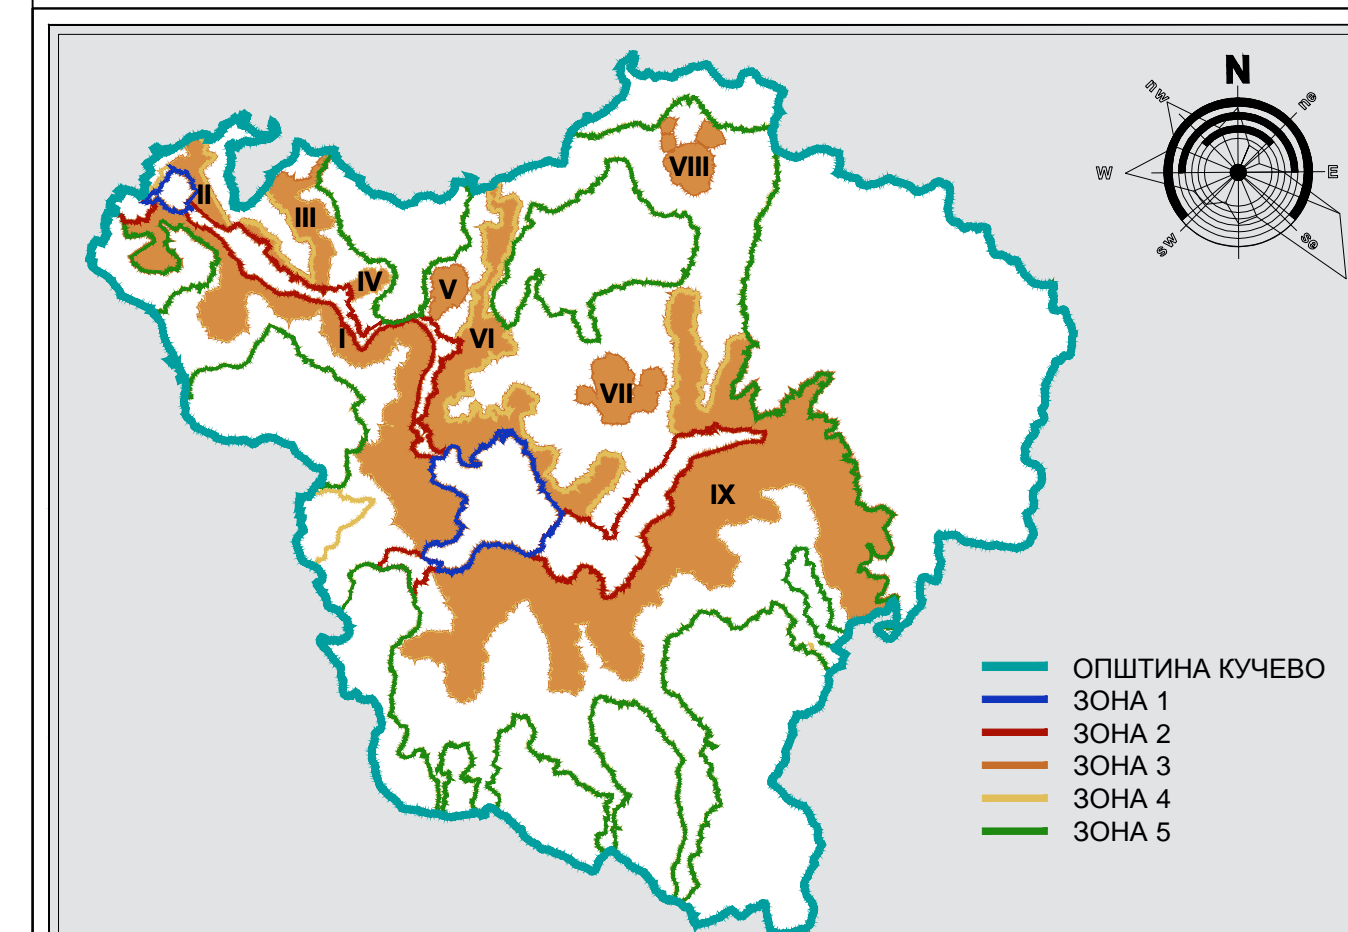 N
nw
ne
W
E
sw
se
VIII
II
III
IV
V
I
VI
VII
IX
ОПШТИНА КУЧЕВО
ЗОНА 1
ЗОНА 2
ЗОНА 3
ЗОНА 4
ЗОНА 5